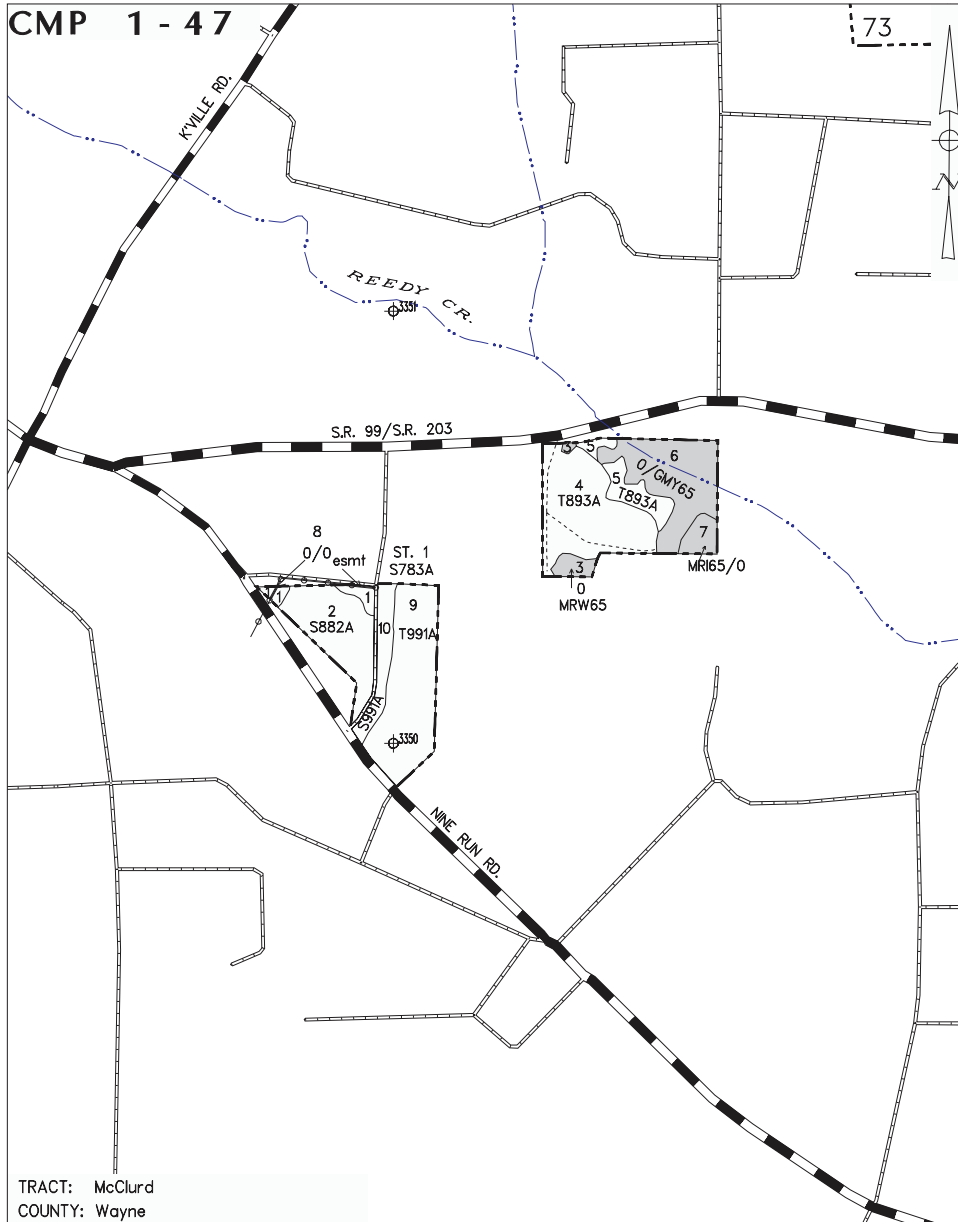 CMP 1 - 47
73
K'VILLE RD.
N
REEDY CR.
3351
S.R. 99/S.R. 203
3
5
6
0/GMY65
4
T893A
5
T893A
7
MRI65/0
3
0
MRW65
8
0/0 esmt
ST. 1
S783A
1
1
2
S882A
9
10
T991A
S991A
3350
NINE RUN RD.
TRACT: McClurd
COUNTY: Wayne